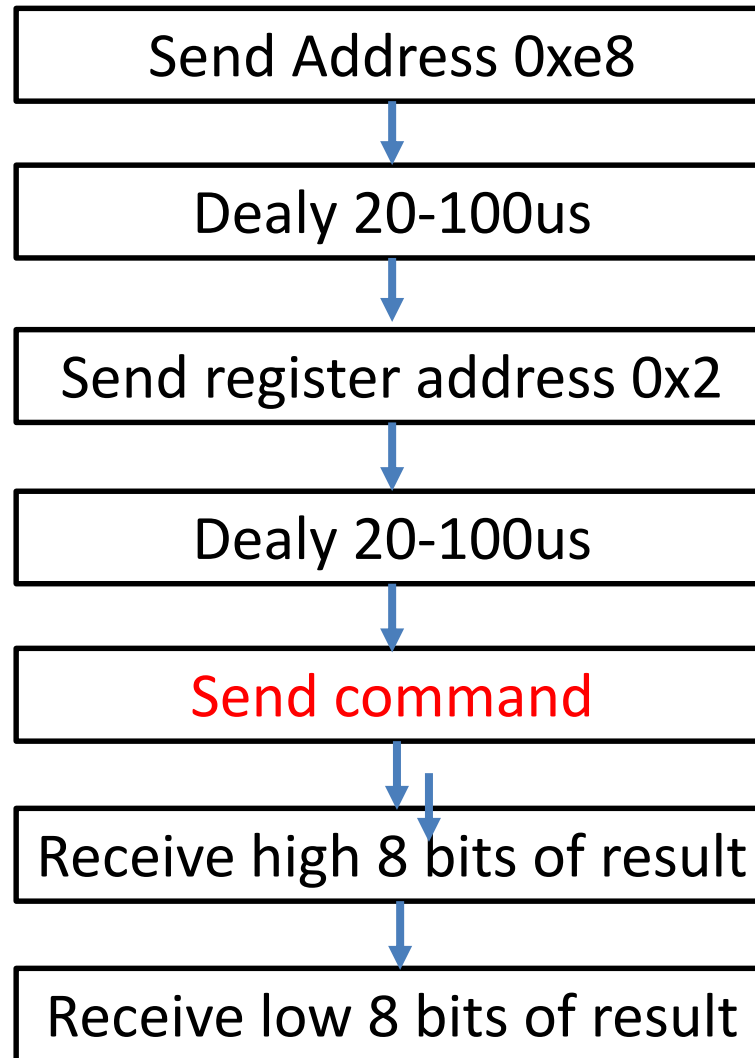 Send Address 0xe8
Dealy 20-100us
Send register address 0x2
Dealy 20-100us
Send command
Receive high 8 bits of result
Receive low 8 bits of result